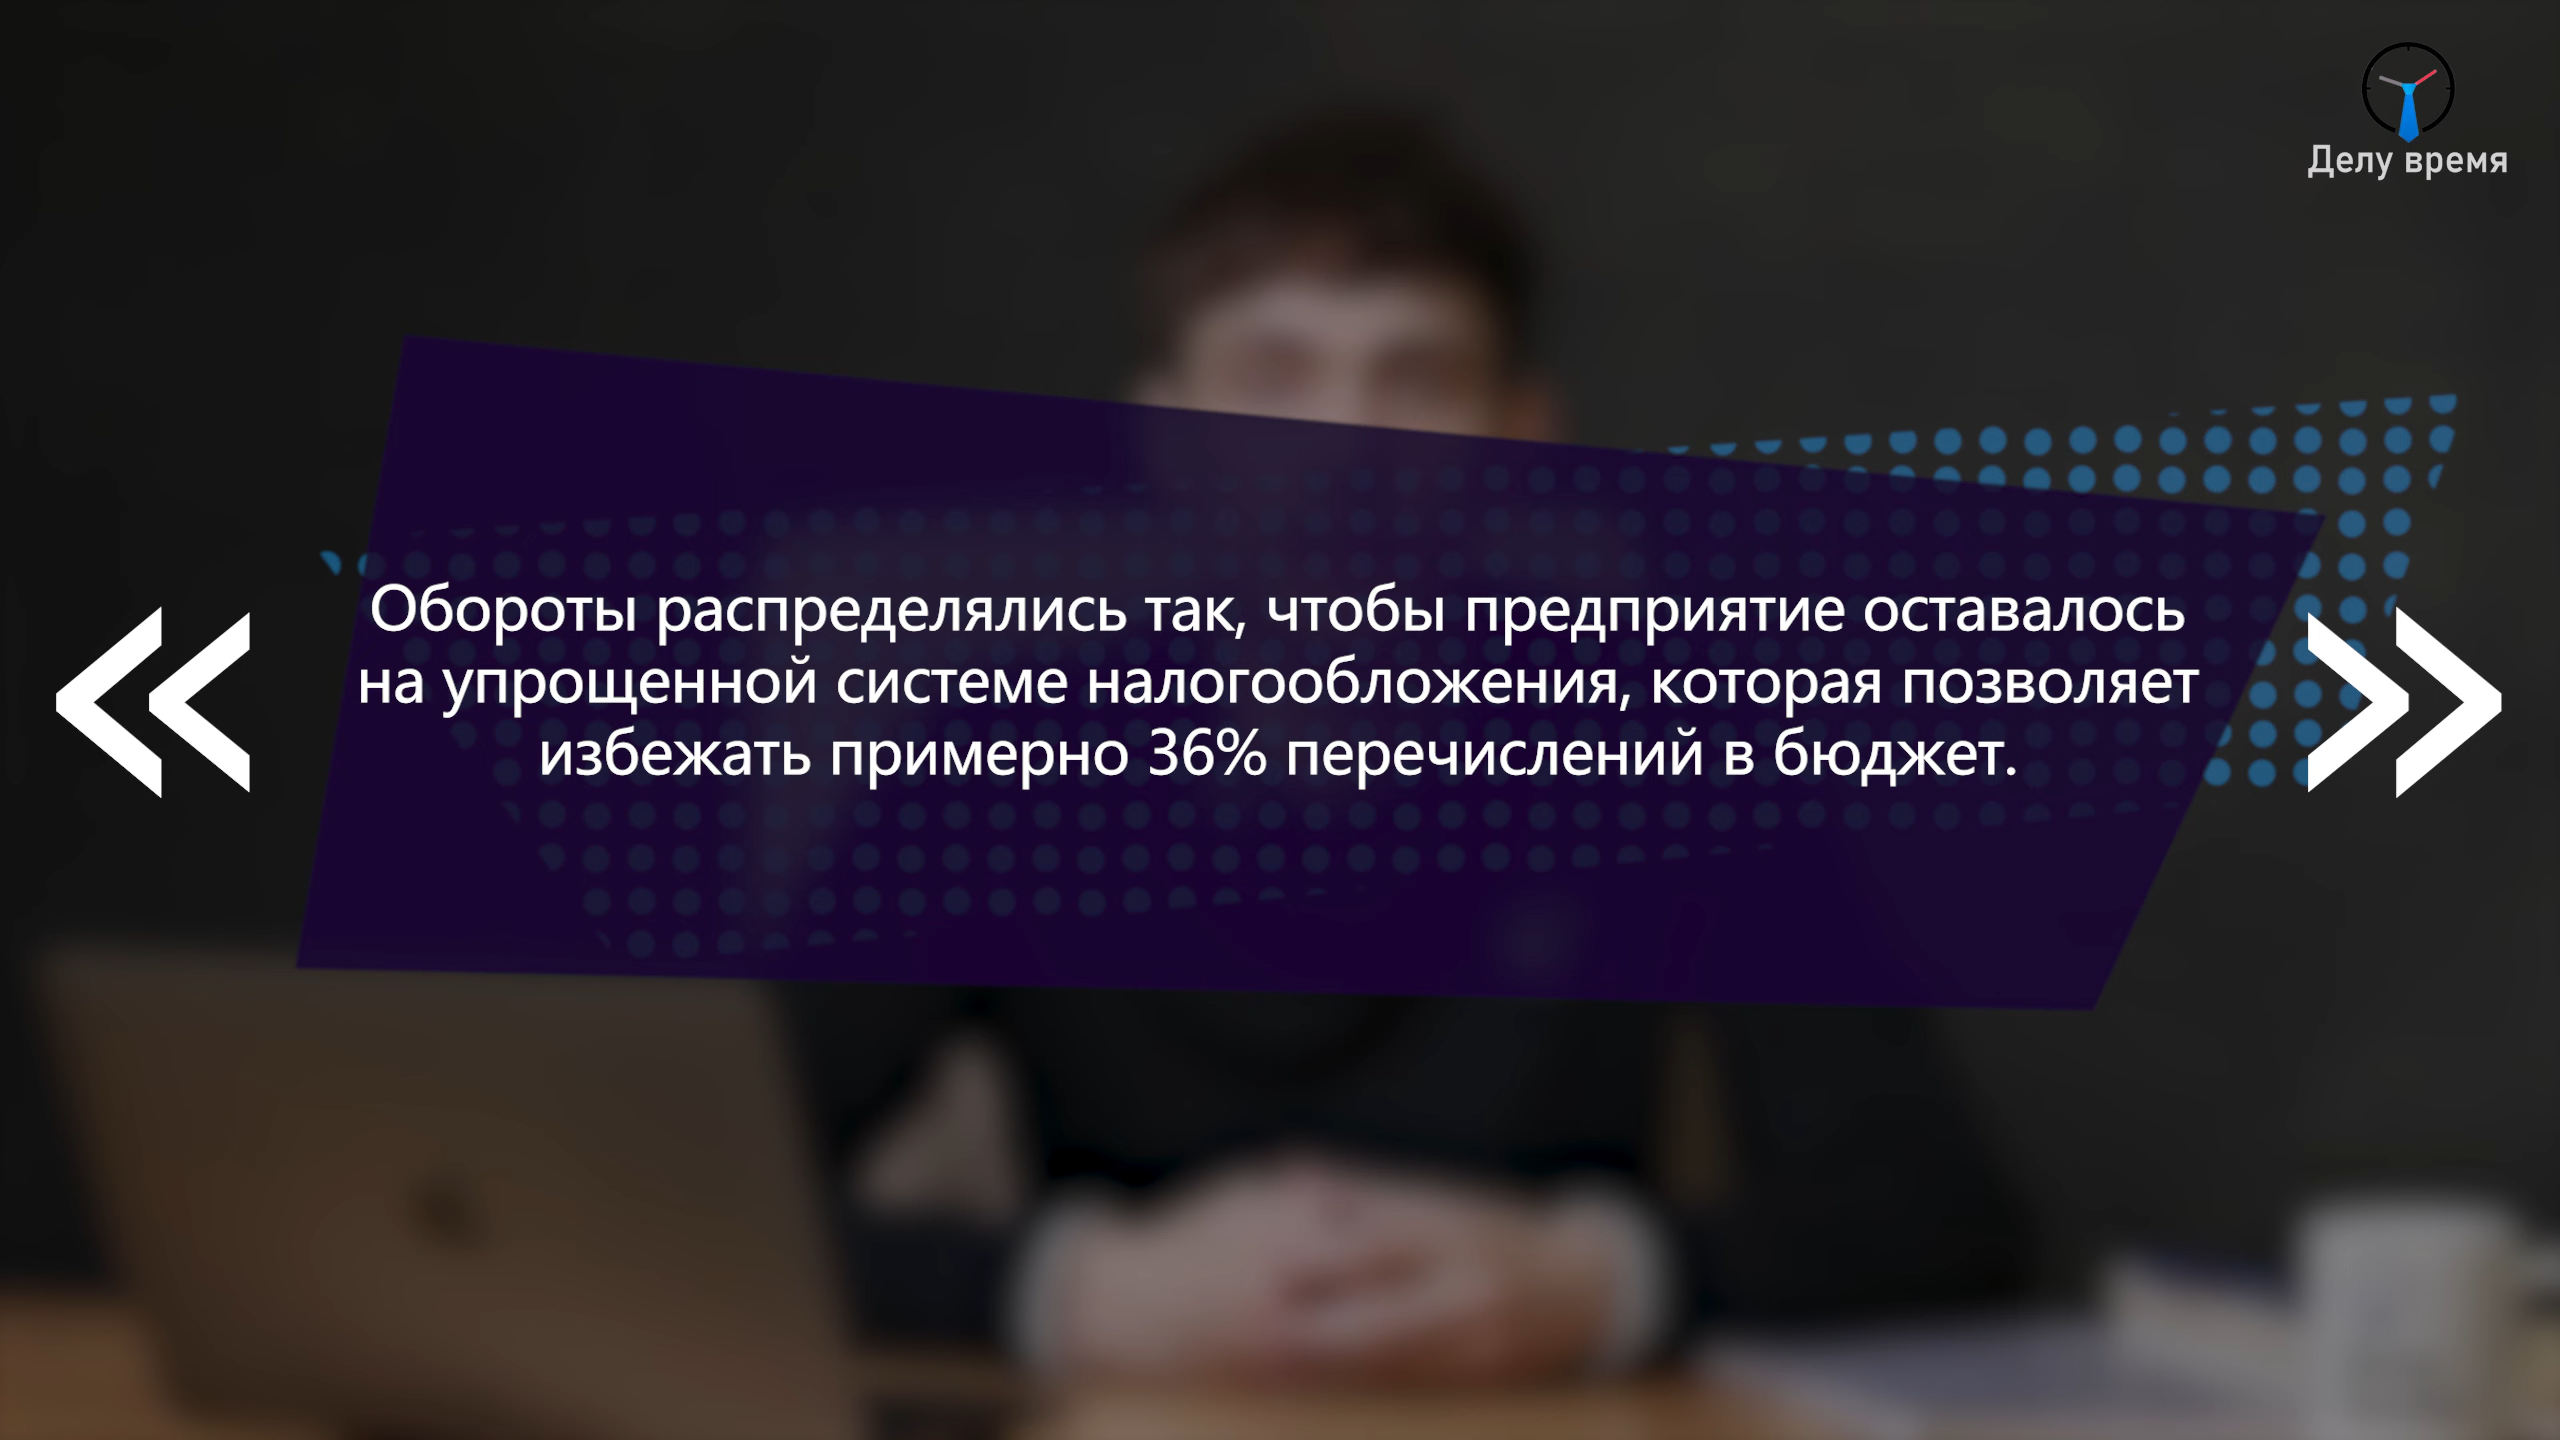 Делу время
« Обороты распределялись так, чтобы предприятие оставалось
на упрощенной системе налогообложения, которая позволяет
избежать примерно 36% перечислений в бюджет. »